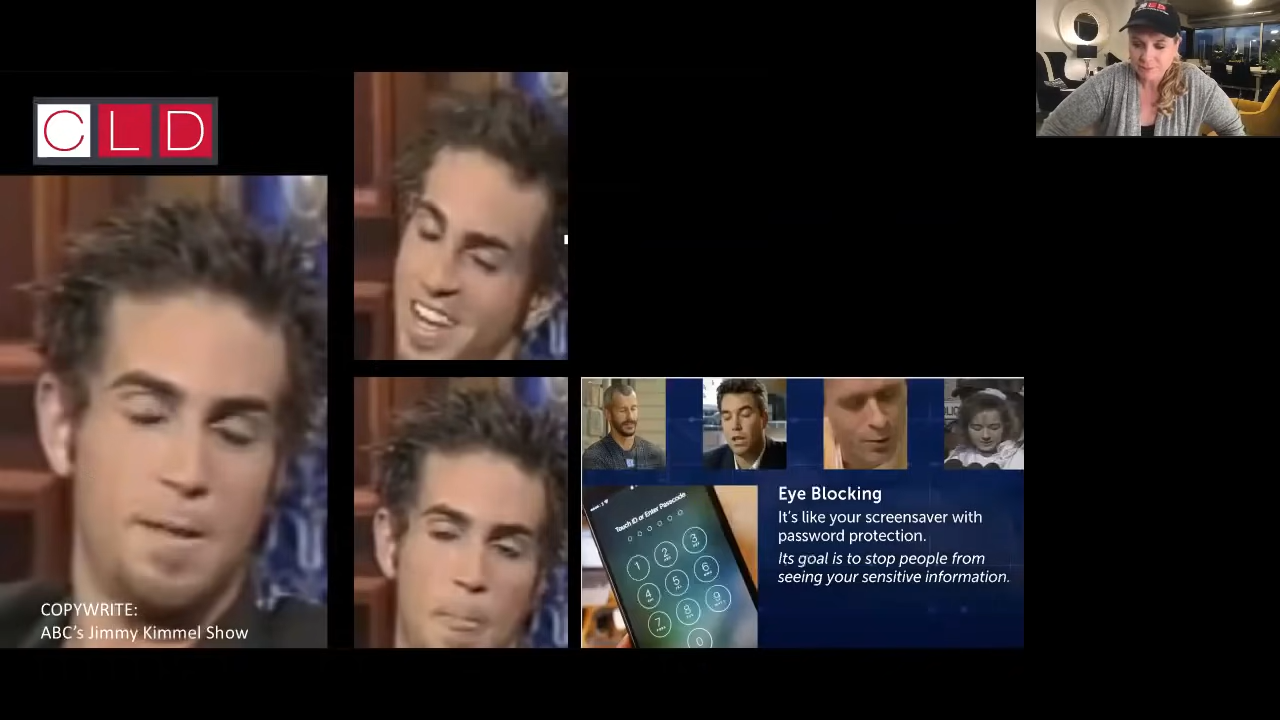 CLD
COPYWRITE:
ABC's Jimmy Kimmel Show
Touch ID or Enter Passcode
1 2 3
4 5 6
7 8 9
0
Eye Blocking
It's like your screensaver with
password protection.
Its goal is to stop people from
seeing your sensitive information.